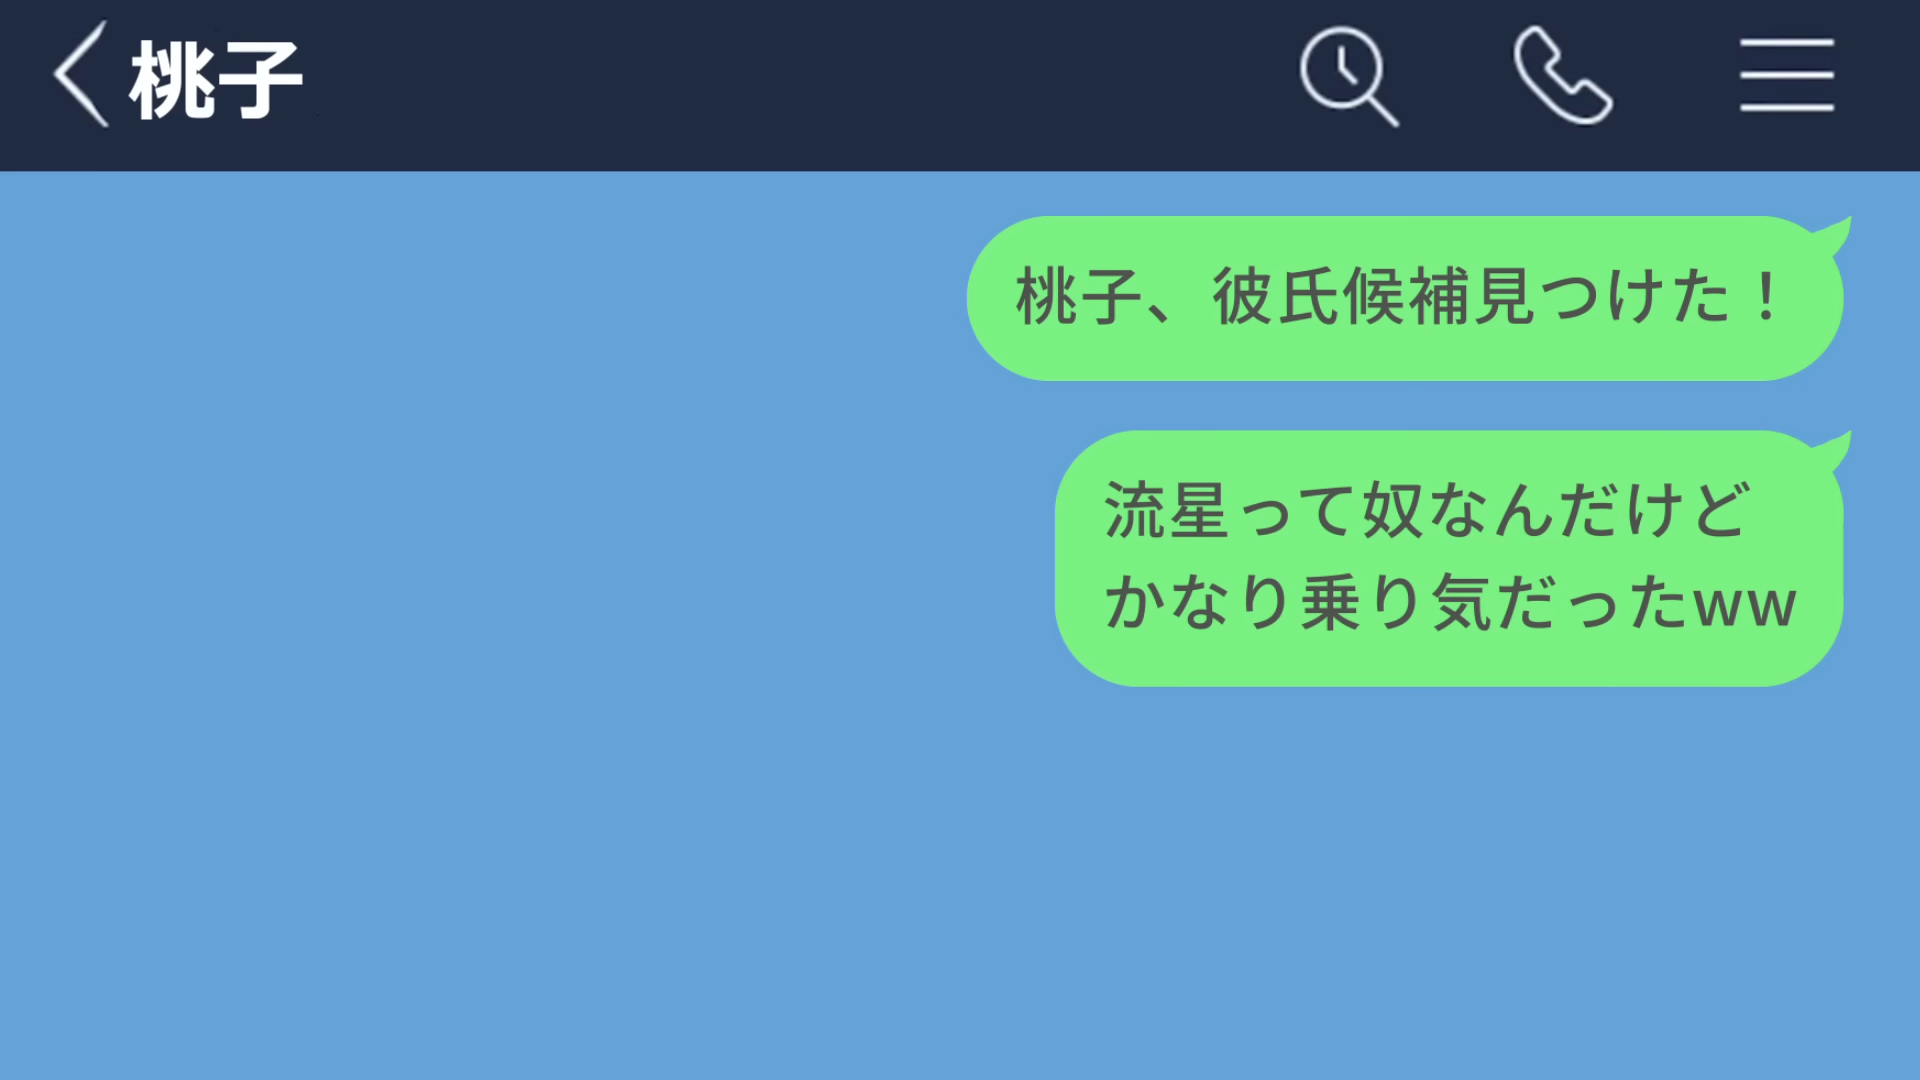 桃子
桃子、彼氏候補見つけた！
流星って奴なんだけど
かなり乗り気だったww